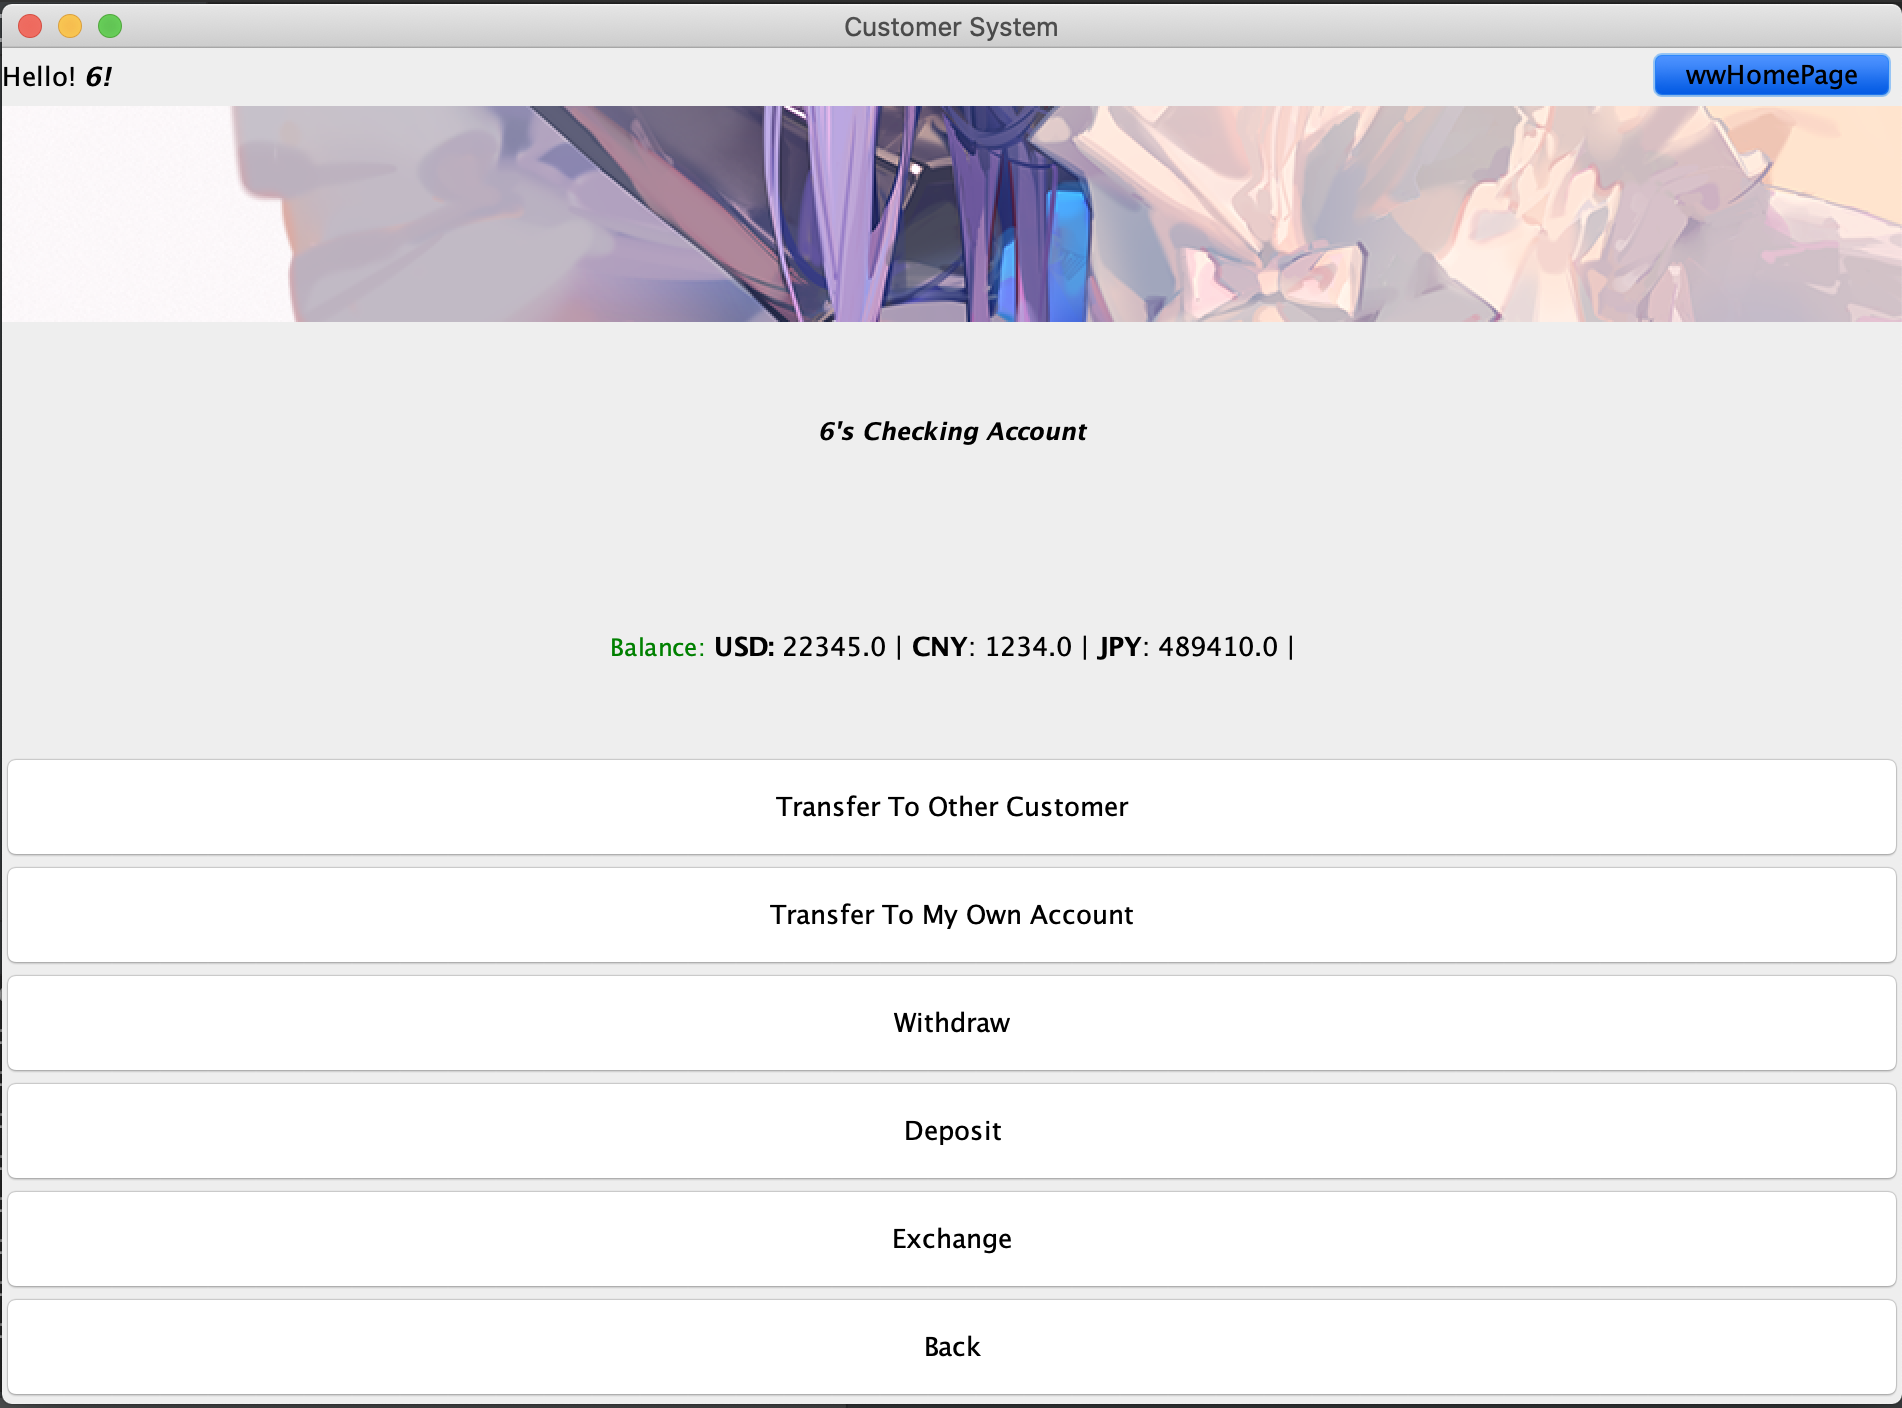 Customer System
Hello! 6!
wwHomePage
6's Checking Account
Balance: USD: 22345.0 | CNY: 1234.0 | JPY: 489410.0 |
Transfer To Other Customer
Transfer To My Own Account
Withdraw
Deposit
Exchange
Back